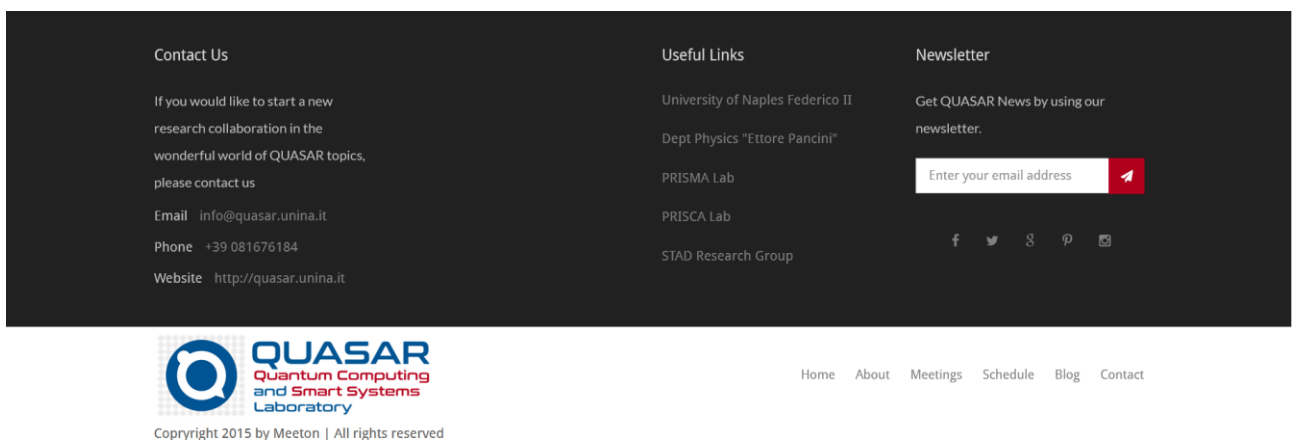 Contact Us
If you would like to start a new
research collaboration in the
wonderful world of QUASAR topics,
please contact us
Email info@quasar.unina.it
Phone +39 081676184
Website http://quasar.unina.it
Useful Links
University of Naples Federico II
Dept Physics "Ettore Pancini"
PRISMA Lab
PRISCA Lab
STAD Research Group
Newsletter
Get QUASAR News by using our
newsletter.
Enter your email address
QUASAR
Quantum Computing
and Smart Systems
Laboratory
Home About Meetings Schedule Blog Contact
Copryright 2015 by Meeton | All rights reserved